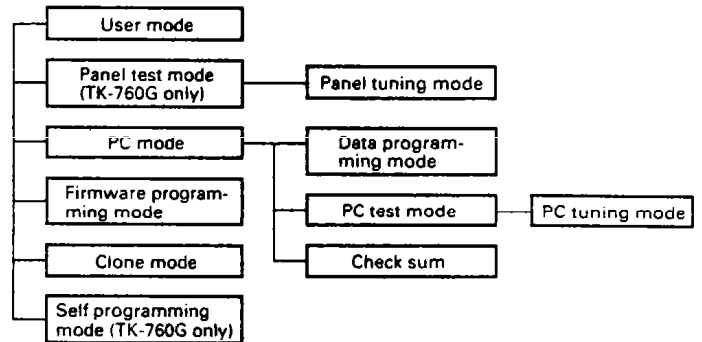 User mode
Panel test mode
(TK-760G only)
Panel tuning mode
PC mode
Data program-
ming mode
Firmware program-
ming mode
PC test mode
PC tuning mode
Clone mode
Check sum
Self programming
mode (TK-760G only)